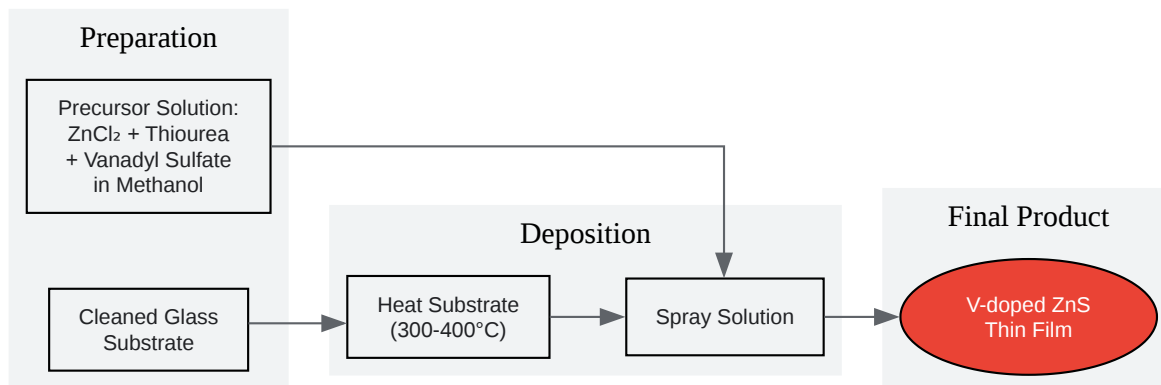 Preparation
Precursor Solution:
ZnCl₂ + Thiourea
+ Vanadyl Sulfate
in Methanol
Cleaned Glass
Substrate
Deposition
Heat Substrate
(300-400°C)
Spray Solution
Final Product
V-doped ZnS
Thin Film